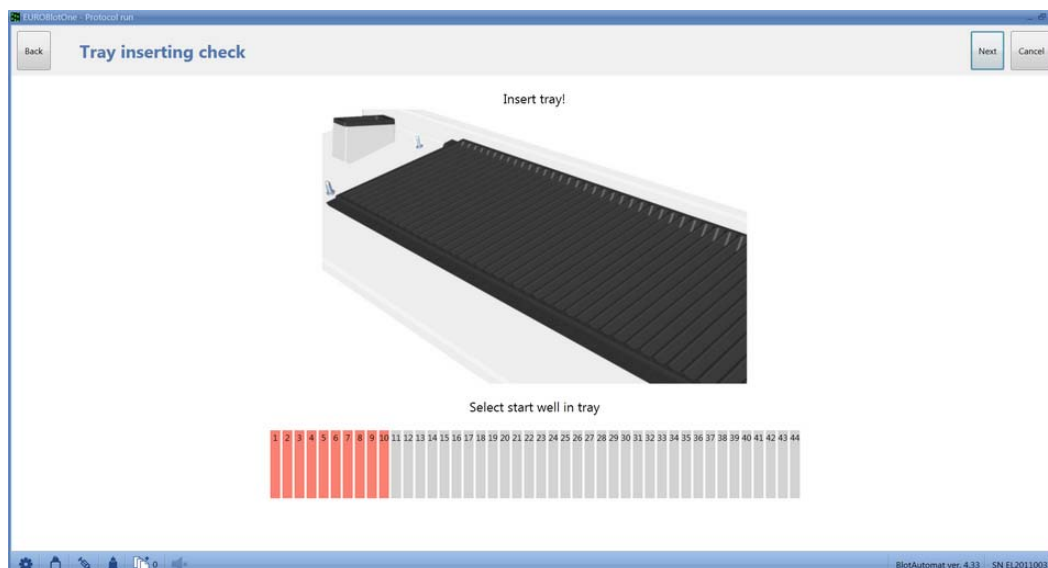 EUROBlotOne - Protocol run
Back
Tray inserting check
Next
Cancel
Insert tray!
Select start well in tray
1 2 3 4 5 6 7 8 9 10 11 12 13 14 15 16 17 18 19 20 21 22 23 24 25 26 27 28 29 30 31 32 33 34 35 36 37 38 39 40 41 42 43 44
0
BlotAutomat ver. 4.33 SN EL2011003